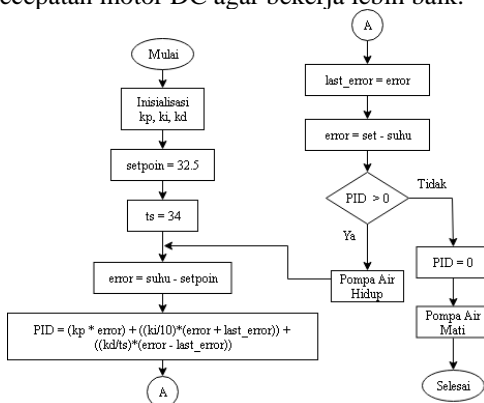 ecepatan motor DC agar bekerja lebih baik.
Mulai
Inisialisasi
kp, ki, kd
setpoin = 32.5
ts = 34
error = suhu - setpoin
PID = (kp * error) + ((ki/10)*(error + last_error)) +
((kd/ts)*(error - last_error))
A
A
last_error = error
error = set - suhu
PID > 0
Tidak
Ya
Pompa Air
Hidup
PID = 0
Pompa Air
Mati
Selesai